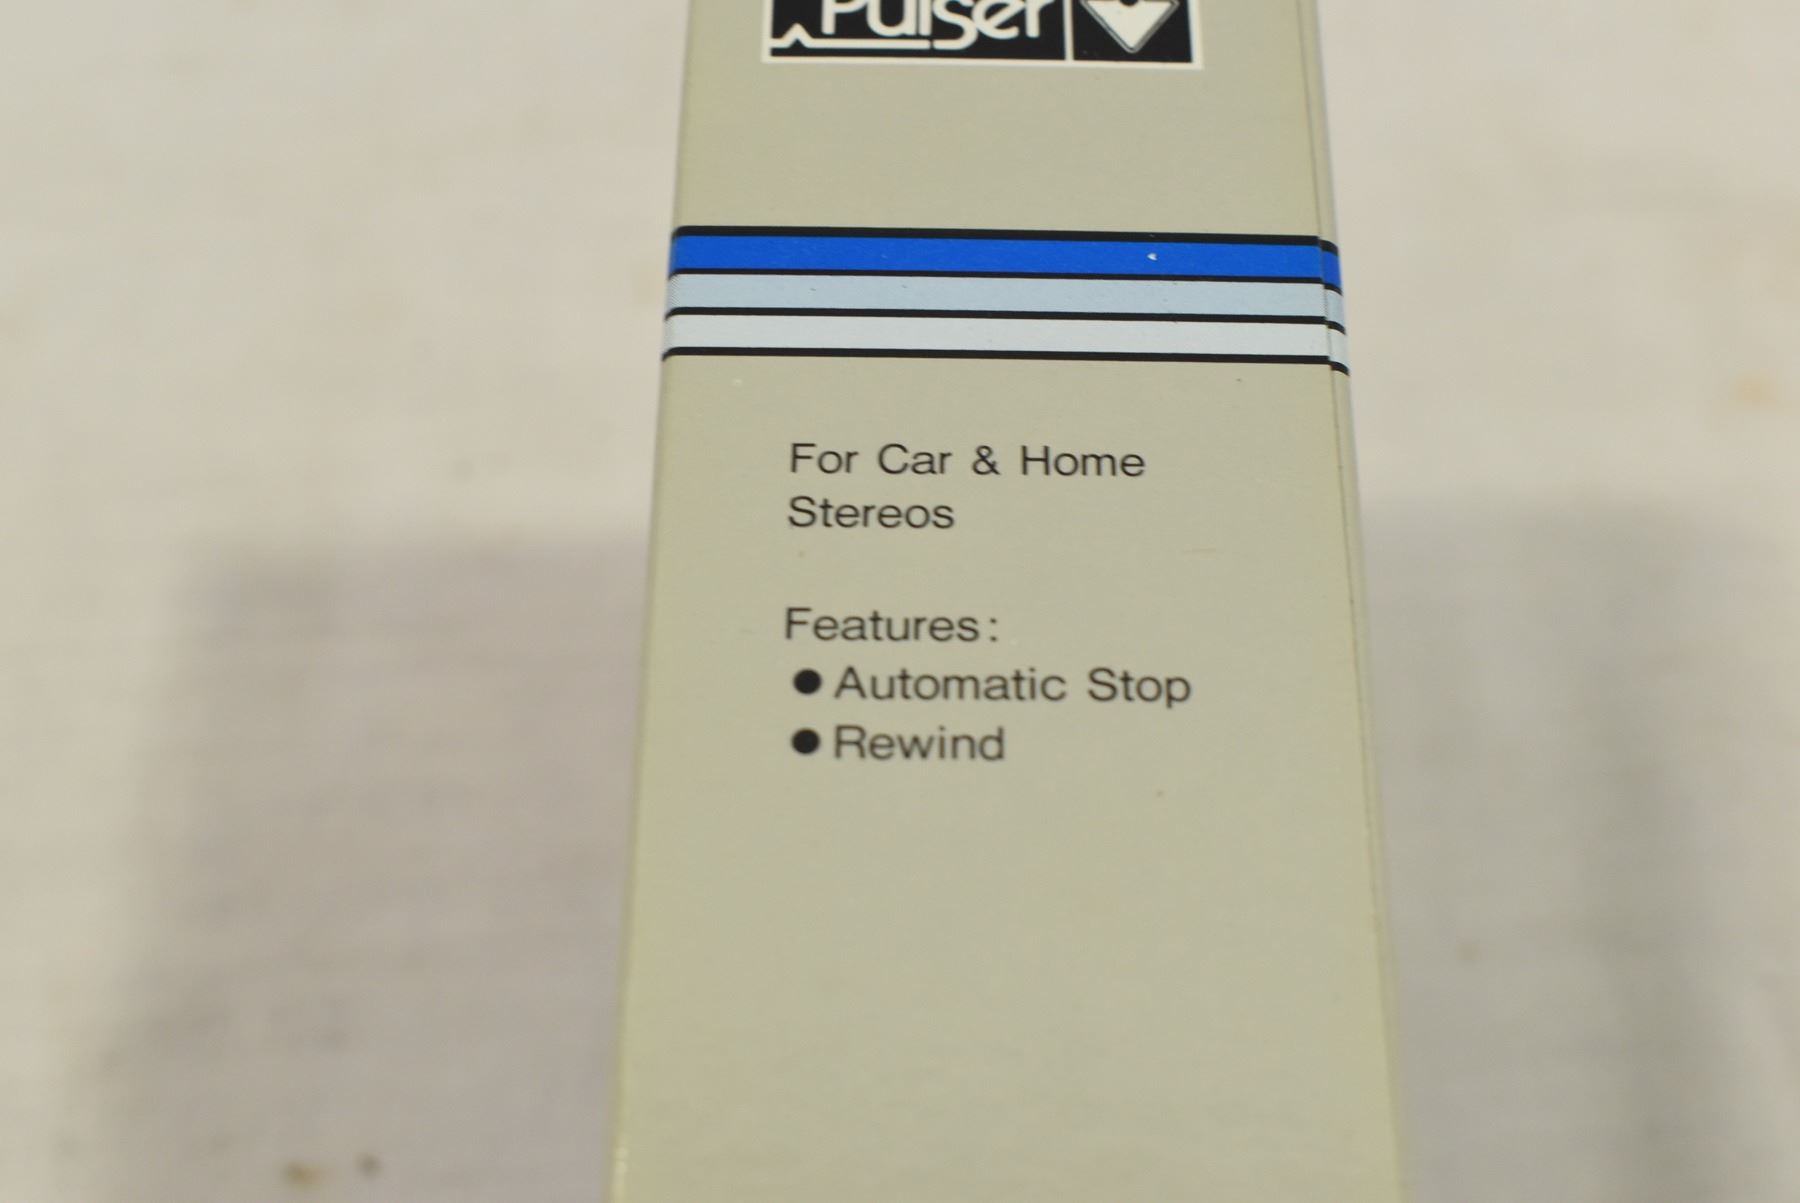 Pulser
For Car & Home
Stereos
Features:
● Automatic Stop
● Rewind